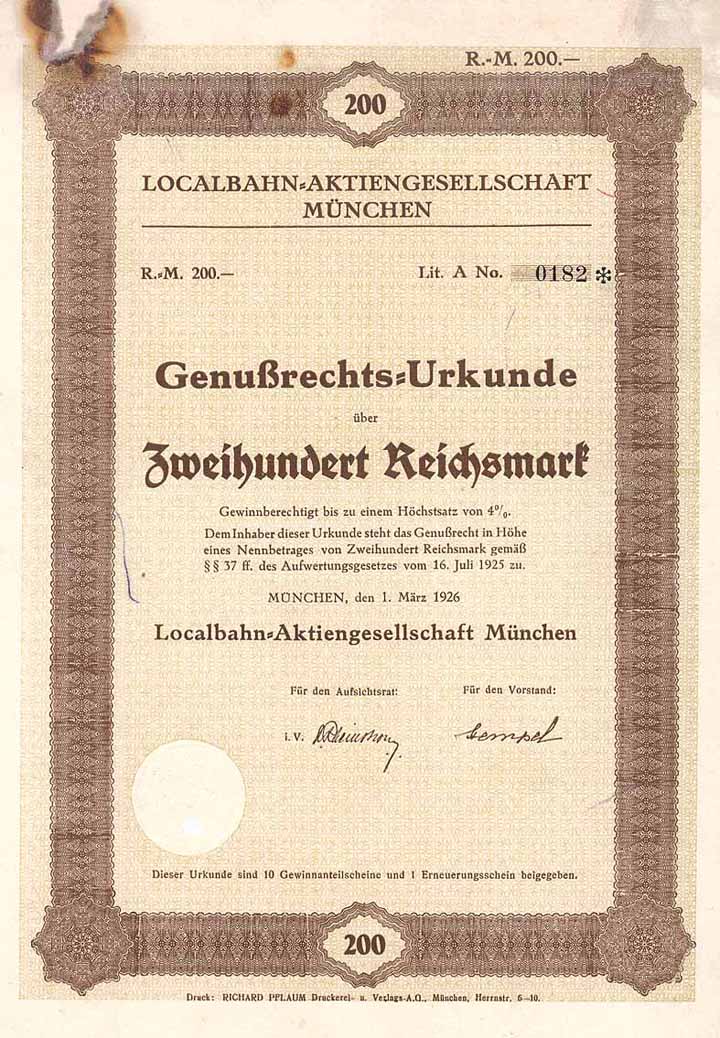 R.-M. 200.—
200
LOCALBAHN-AKTIENGESELLSCHAFT
MÜNCHEN
R.-M. 200.— Lit. A No. 0182 *
Genußrechts-Urkunde
über
Zweihundert Reichsmark
Gewinnberechtigt bis zu einem Höchstsatz von 4%.
Dem Inhaber dieser Urkunde steht das Genußrecht in Höhe
eines Nennbetrages von Zweihundert Reichsmark gemäß
§§ 37 ff. des Aufwertungsgesetzes vom 16. Juli 1925 zu.
MÜNCHEN, den 1. März 1926
Localbahn-Aktiengesellschaft München
Für den Aufsichtsrat: Für den Vorstand:
i. V.
Dieser Urkunde sind 10 Gewinnanteilscheine und 1 Erneuerungsschein beigegeben.
200
Druck: RICHARD PFLAUM Druckerei- u. Verlags-A.G., München, Herrnstr. 6—10.